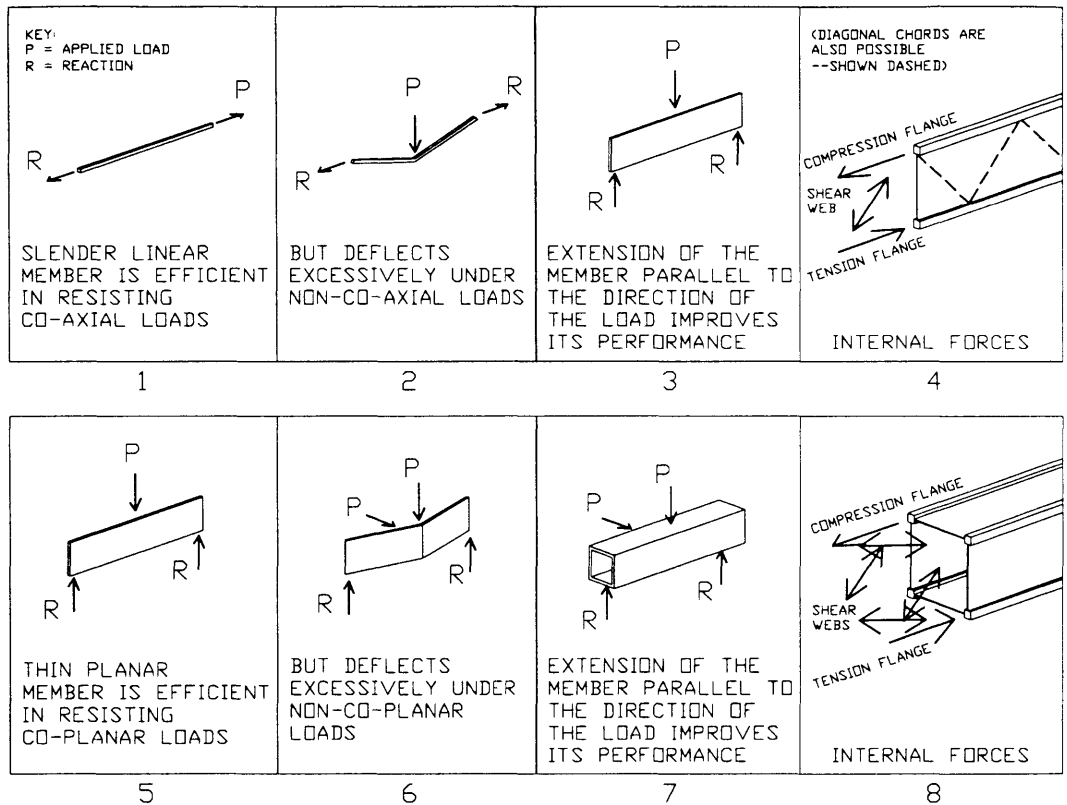 KEY:
P = APPLIED LOAD
R = REACTION
P
R
SLENDER LINEAR
MEMBER IS EFFICIENT
IN RESISTING
CO-AXIAL LOADS
1
P
R
R
BUT DEFLECTS
EXCESSIVELY UNDER
NON-CO-AXIAL LOADS
2
P
R
R
EXTENSION OF THE
MEMBER PARALLEL TO
THE DIRECTION OF
THE LOAD IMPROVES
ITS PERFORMANCE
3
(DIAGONAL CHORDS ARE
ALSO POSSIBLE
--SHOWN DASHED)
COMPRESSION FLANGE
SHEAR
WEB
TENSION FLANGE
INTERNAL FORCES
4
P
R
R
THIN PLANAR
MEMBER IS EFFICIENT
IN RESISTING
CO-PLANAR LOADS
5
P
P
R
R
BUT DEFLECTS
EXCESSIVELY UNDER
NON-CO-PLANAR
LOADS
6
P
P
R
R
EXTENSION OF THE
MEMBER PARALLEL TO
THE DIRECTION OF
THE LOAD IMPROVES
ITS PERFORMANCE
7
COMPRESSION FLANGE
SHEAR
WEBS
TENSION FLANGE
INTERNAL FORCES
8